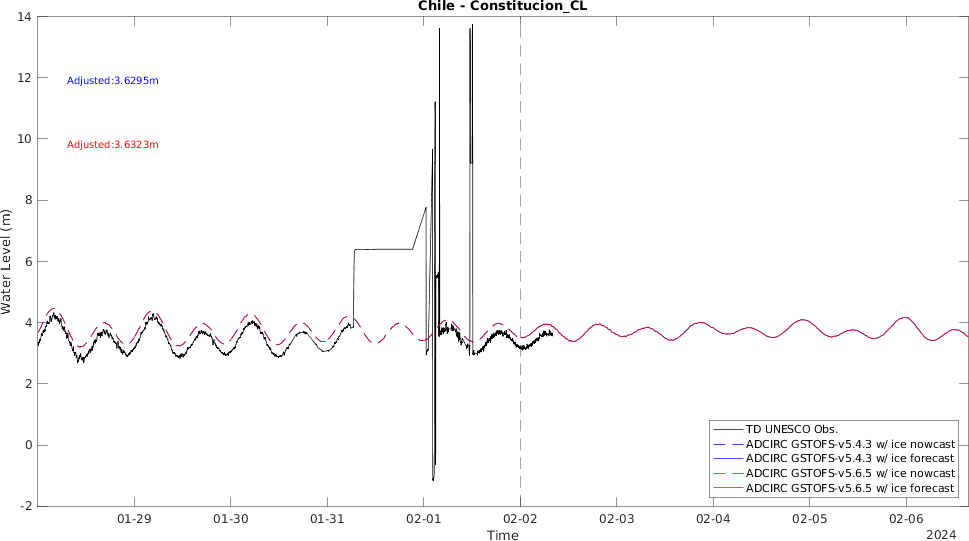 Chile - Constitucion_CL
14
12
10
8
6
4
2
0
-2
Water Level (m)
Adjusted:3.6295m
Adjusted:3.6323m
TD UNESCO Obs.
ADCIRC GSTOFS-v5.4.3 w/ ice nowcast
ADCIRC GSTOFS-v5.4.3 w/ ice forecast
ADCIRC GSTOFS-v5.6.5 w/ ice nowcast
ADCIRC GSTOFS-v5.6.5 w/ ice forecast
01-29 01-30 01-31 02-01 02-02 02-03 02-04 02-05 02-06
Time
2024